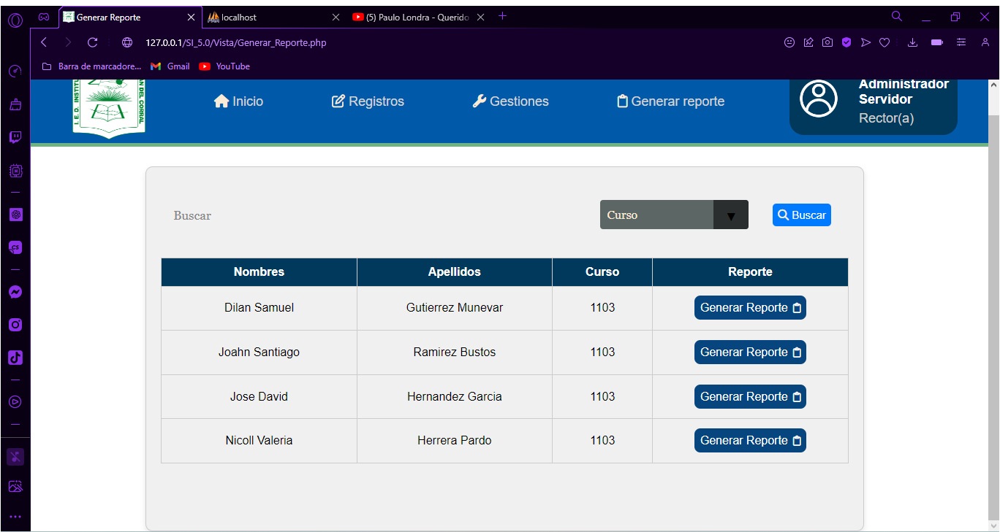 Generar Reporte
localhost
(5) Paulo Londra - Querido
127.0.0.1/SI_5.0/Vista/Generar_Reporte.php
Barra de marcadore... Gmail YouTube
I.E.D. INSTITU
AN DEL CORRAL
Inicio Registros Gestiones Generar reporte
Administrador
Servidor
Rector(a)
Buscar Curso Buscar
Nombres Apellidos Curso Reporte
Dilan Samuel Gutierrez Munevar 1103 Generar Reporte
Joahn Santiago Ramirez Bustos 1103 Generar Reporte
Jose David Hernandez Garcia 1103 Generar Reporte
Nicoll Valeria Herrera Pardo 1103 Generar Reporte